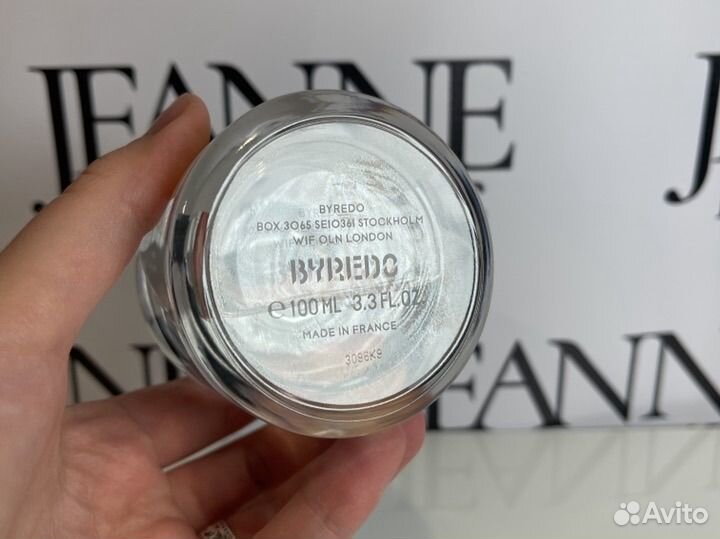 JEANNE
BYREDO
BOX 3065 SE10361 STOCKHOLM
W1F OLN LONDON
BYREDO
℮ 100 ML 3.3 FL.OZ.
MADE IN FRANCE
3096K9
JEANNE
Avito